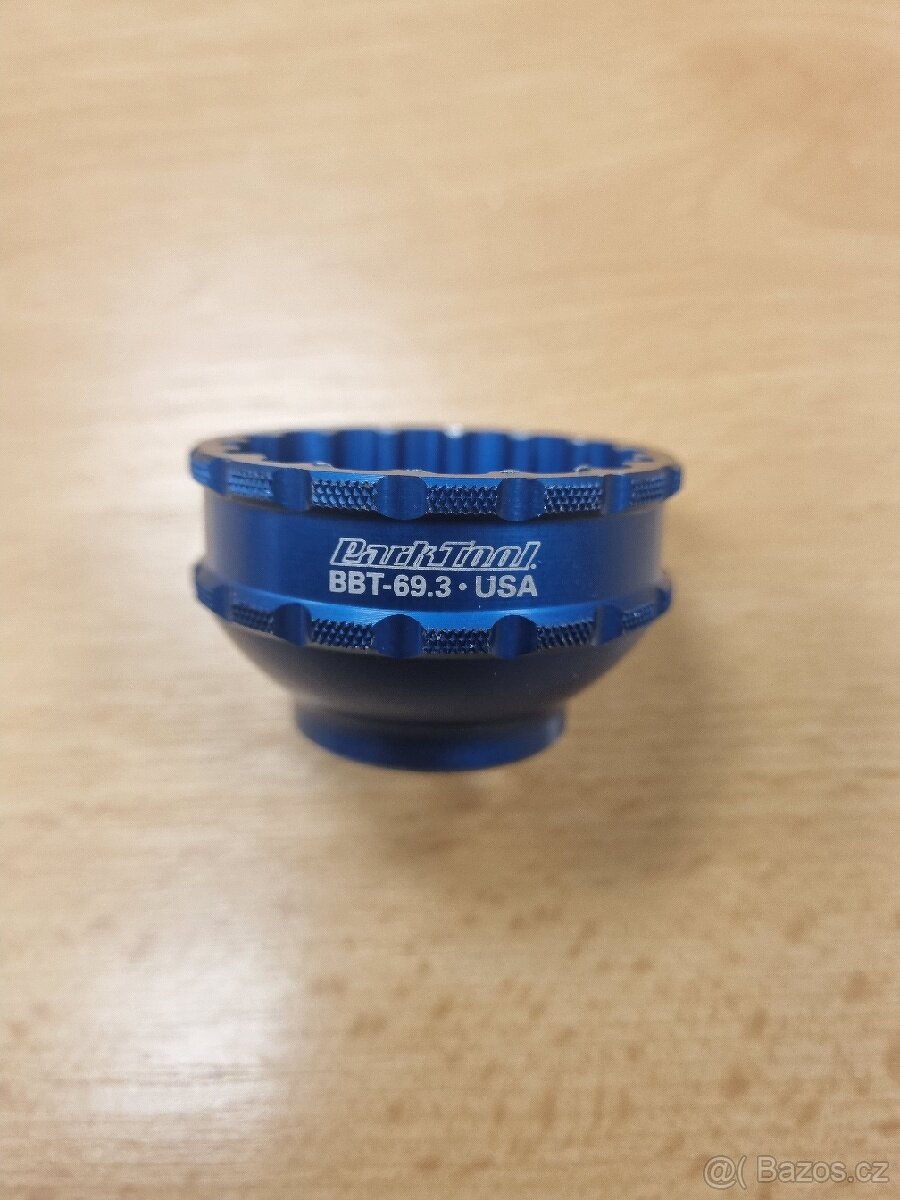 ParkTool
BBT-69.3 • USA
@( Bazos.cz